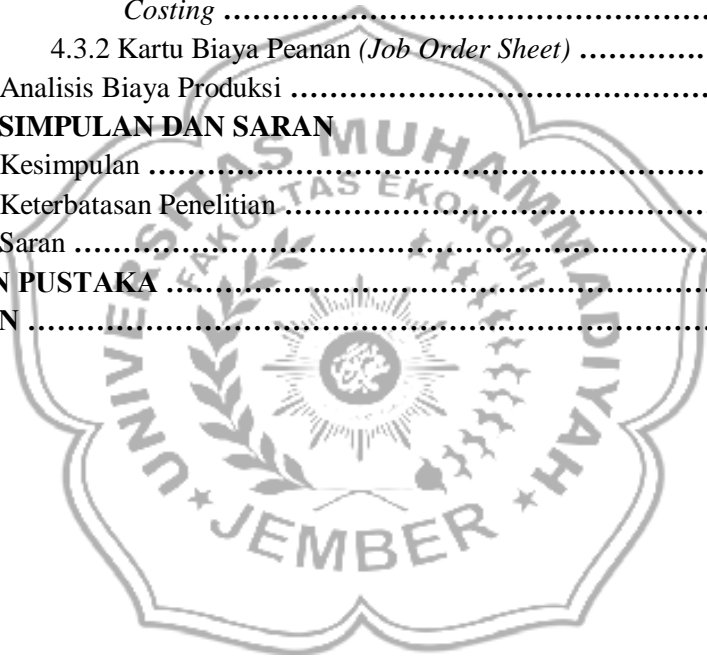 Costing ……………………………………………
4.3.2 Kartu Biaya Peanan (Job Order Sheet) …………
Analisis Biaya Produksi …………………………………
SIMPULAN DAN SARAN
Kesimpulan …………………………………………………
Keterbatasan Penelitian …………………………………
Saran …………………………………………………………
N PUSTAKA ………………………………………………
N ………………………………………………………………
UNIVERSITAS MUHAMMADIYAH
FAKULTAS EKONOMI
JEMBER